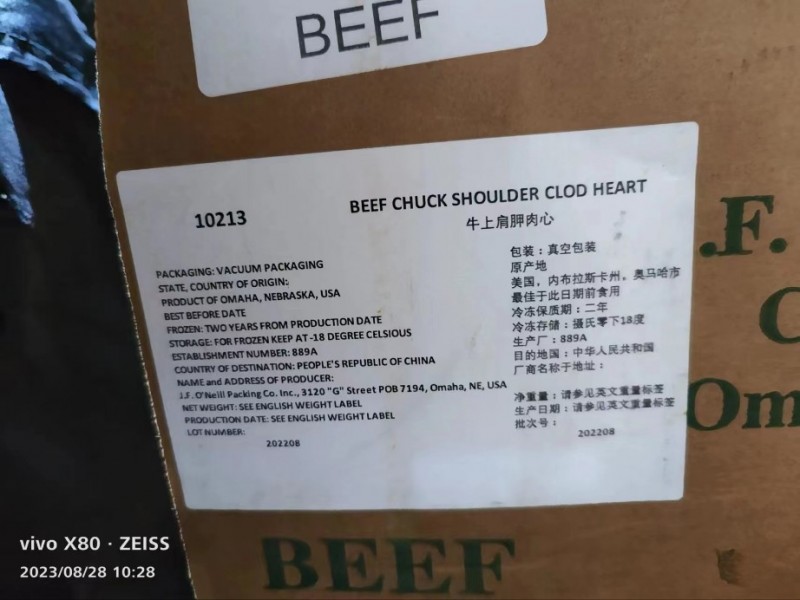 BEEF
10213
BEEF CHUCK SHOULDER CLOD HEART
牛上肩胛肉心
PACKAGING: VACUUM PACKAGING
STATE, COUNTRY OF ORIGIN:
PRODUCT OF OMAHA, NEBRASKA, USA
BEST BEFORE DATE
FROZEN: TWO YEARS FROM PRODUCTION DATE
STORAGE: FOR FROZEN KEEP AT -18 DEGREE CELSIOUS
ESTABLISHMENT NUMBER: 889A
COUNTRY OF DESTINATION: PEOPLE'S REPUBLIC OF CHINA
NAME and ADDRESS OF PRODUCER:
J.F. O'Neill Packing Co. Inc., 3120 "G" Street POB 7194, Omaha, NE, USA
NET WEIGHT: SEE ENGLISH WEIGHT LABEL
PRODUCTION DATE: SEE ENGLISH WEIGHT LABEL
LOT NUMBER:
202208
包装：真空包装
原产地
美国，内布拉斯卡州。奥马哈市
最佳于此日期前食用
冷冻保质期：二年
冷冻存储：摄氏零下18度
生产厂：889A
目的地国：中华人民共和国
厂商名称于地址：
净重量：请参见英文重量标签
生产日期：请参见英文重量标签
批次号：
202208
.F.
C
Om
BEEF
vivo X80 · ZEISS
2023/08/28 10:28